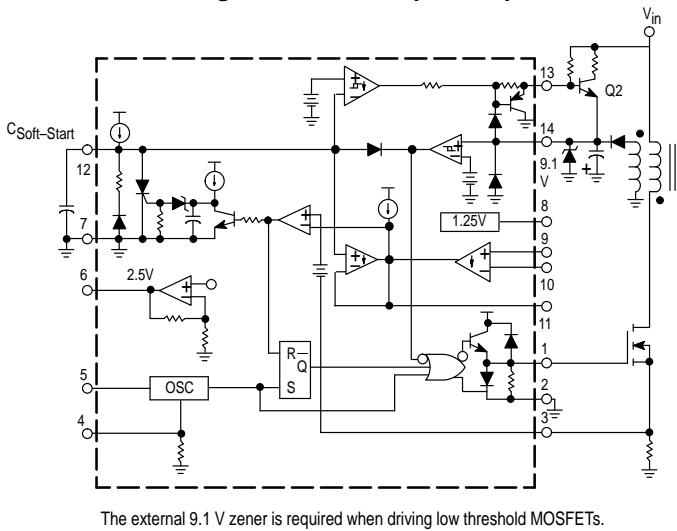 Vin
13
Q2
CSoft–Start
14
12
9.1
V
8
1.25V
7
9
6
2.5V
10
11
R
Q
S
1
5
OSC
2
4
3
The external 9.1 V zener is required when driving low threshold MOSFETs.